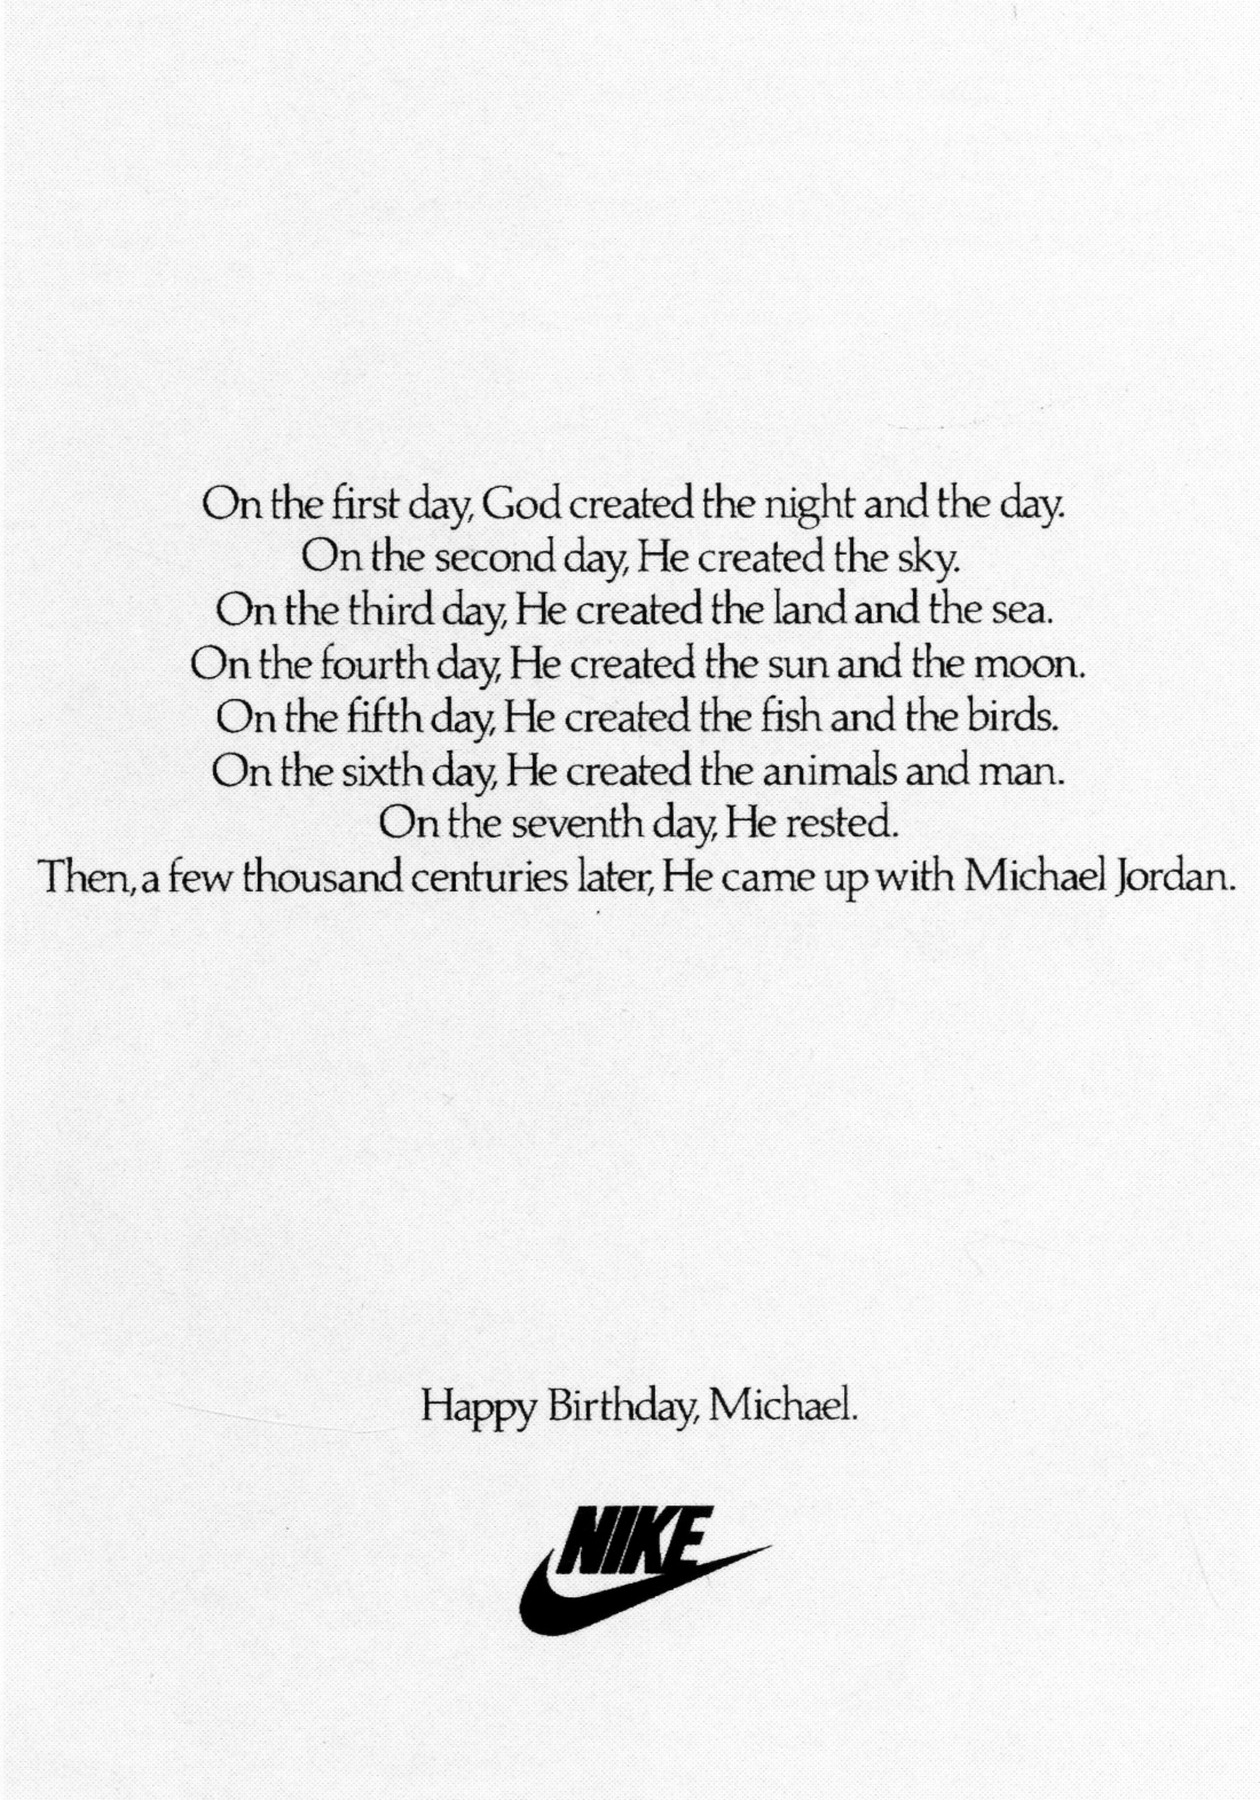 On the first day, God created the night and the day.
On the second day, He created the sky.
On the third day, He created the land and the sea.
On the fourth day, He created the sun and the moon.
On the fifth day, He created the fish and the birds.
On the sixth day, He created the animals and man.
On the seventh day, He rested.
Then, a few thousand centuries later, He came up with Michael Jordan.
Happy Birthday, Michael.
NIKE